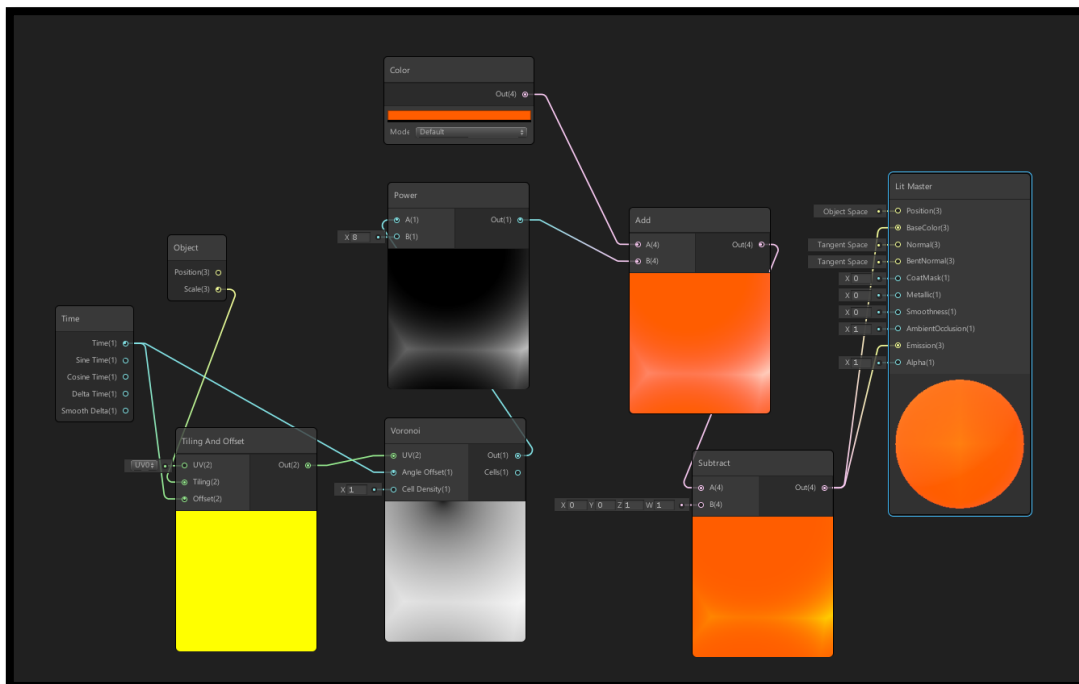 Color
Out(4)
Mode Default
Power
A(1) Out(1)
X 8 B(1)
Object
Position(3)
Scale(3)
Time
Time(1)
Sine Time(1)
Cosine Time(1)
Delta Time(1)
Smooth Delta(1)
Tiling And Offset
UV0 UV(2) Out(2)
Tiling(2)
Offset(2)
Voronoi
UV(2) Out(1)
Angle Offset(1) Cells(1)
X 1 Cell Density(1)
Add
A(4) Out(4)
B(4)
Subtract
A(4) Out(4)
X 0 Y 0 Z 1 W 1 B(4)
Lit Master
Object Space Position(3)
BaseColor(3)
Tangent Space Normal(3)
Tangent Space BentNormal(3)
X 0 CoatMask(1)
X 0 Metallic(1)
X 0 Smoothness(1)
X 1 AmbientOcclusion(1)
Emission(3)
X 1 Alpha(1)